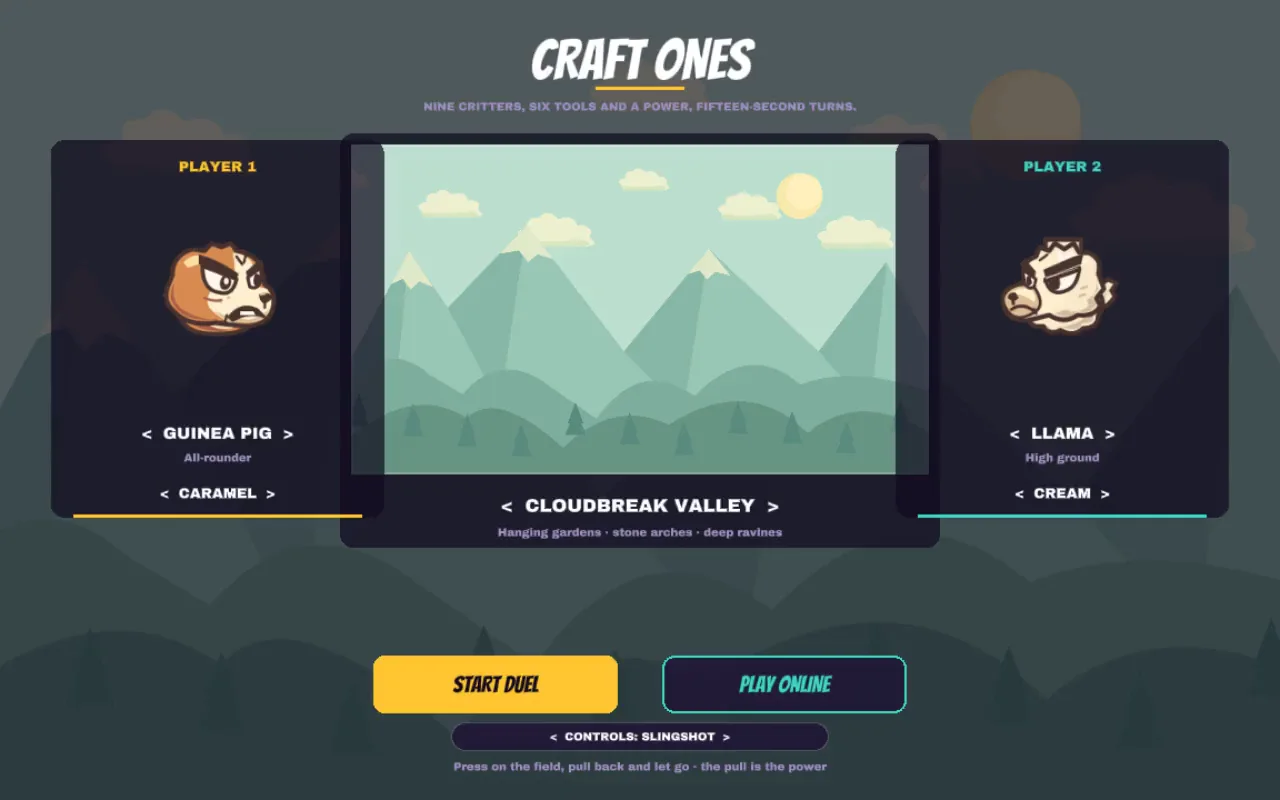 CRAFT ONES
NINE CRITTERS, SIX TOOLS AND A POWER, FIFTEEN-SECOND TURNS.
PLAYER 1
< GUINEA PIG >
All-rounder
< CARAMEL >
< CLOUDBREAK VALLEY >
Hanging gardens · stone arches · deep ravines
PLAYER 2
< LLAMA >
High ground
< CREAM >
START DUEL
PLAY ONLINE
< CONTROLS: SLINGSHOT >
Press on the field, pull back and let go · the pull is the power